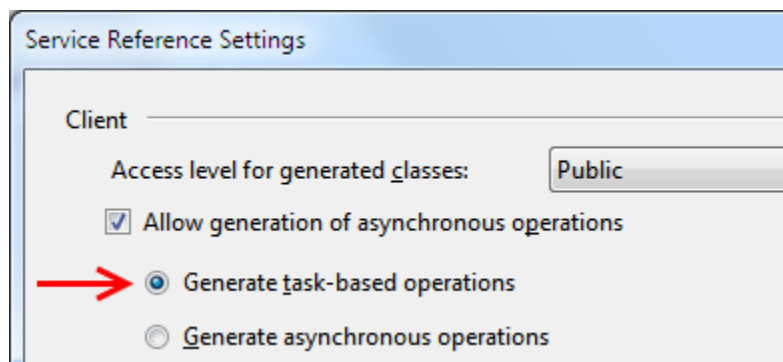 Service Reference Settings
Client
Access level for generated classes: Public
Allow generation of asynchronous operations
Generate task-based operations
Generate asynchronous operations